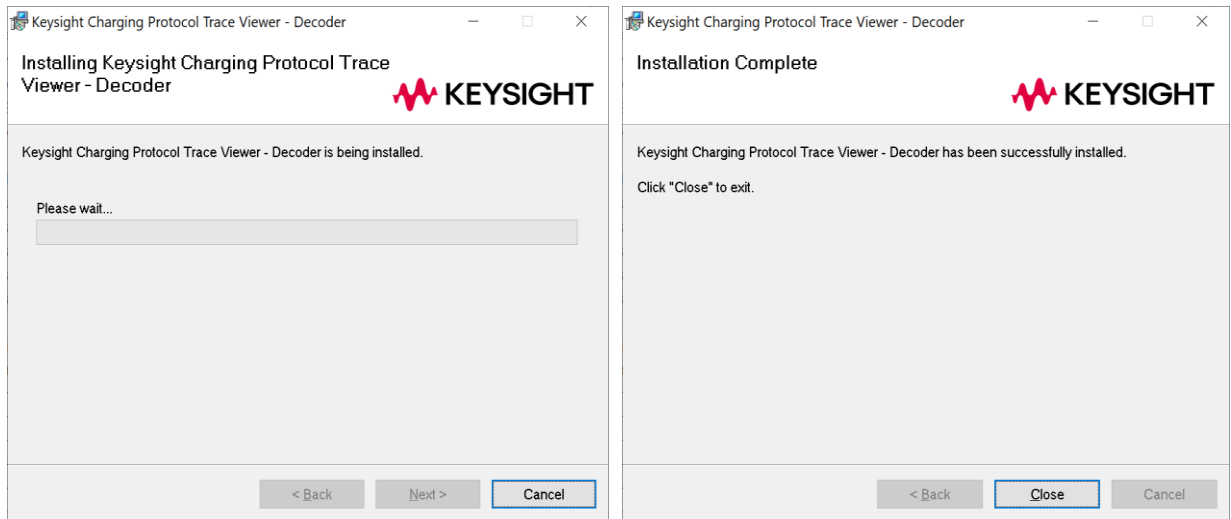 Keysight Charging Protocol Trace Viewer - Decoder
Installing Keysight Charging Protocol Trace
Viewer - Decoder
KEYSIGHT
Keysight Charging Protocol Trace Viewer - Decoder is being installed.
Please wait...
< Back
Next >
Cancel
Keysight Charging Protocol Trace Viewer - Decoder
Installation Complete
KEYSIGHT
Keysight Charging Protocol Trace Viewer - Decoder has been successfully installed.
Click "Close" to exit.
< Back
Close
Cancel